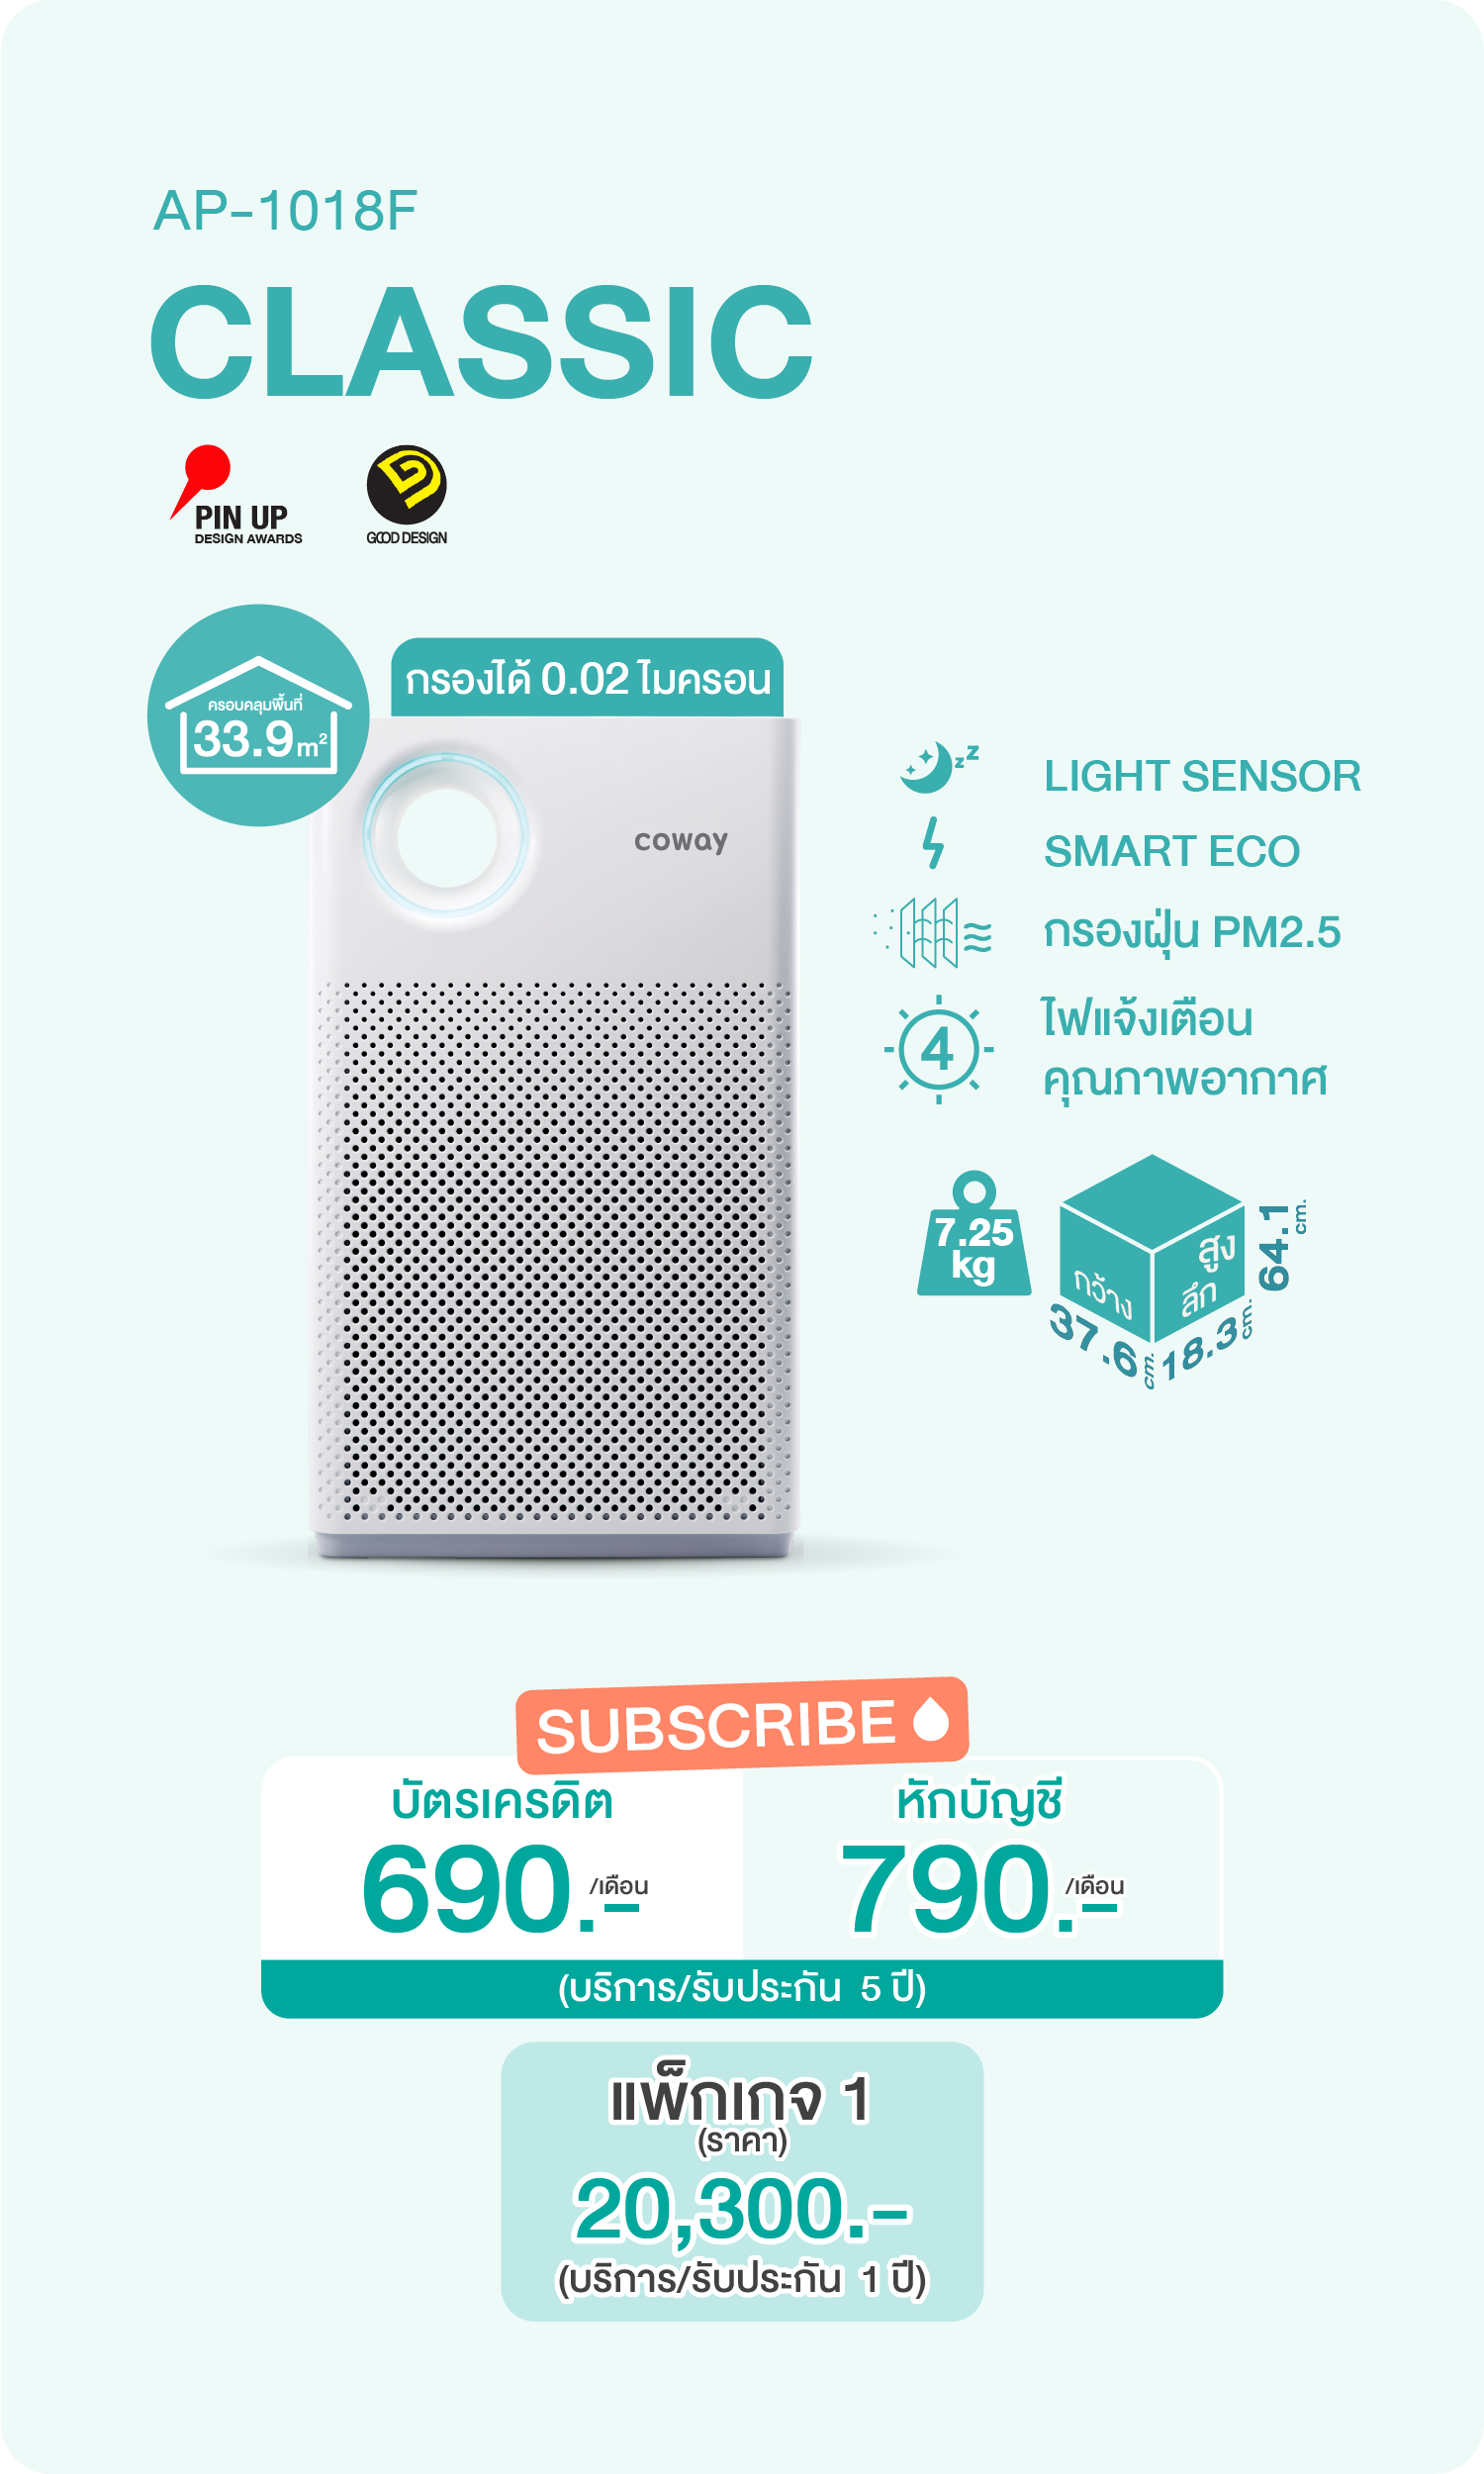 AP-1018F
CLASSIC
PIN UP
DESIGN AWARDS
GOOD DESIGN
ครอบคลุมพื้นที่
33.9 m²
กรองได้ 0.02 ไมครอน
coway
zz
LIGHT SENSOR
SMART ECO
กรองฝุ่น PM2.5
4
ไฟแจ้งเตือน
คุณภาพอากาศ
7.25
kg
กว้าง
37.6 cm.
ลึก
18.3 cm.
สูง
64.1 cm.
SUBSCRIBE
บัตรเครดิต
690.- /เดือน
หักบัญชี
790.- /เดือน
(บริการ/รับประกัน 5 ปี)
แพ็กเกจ 1
(ราคา)
20,300.-
(บริการ/รับประกัน 1 ปี)